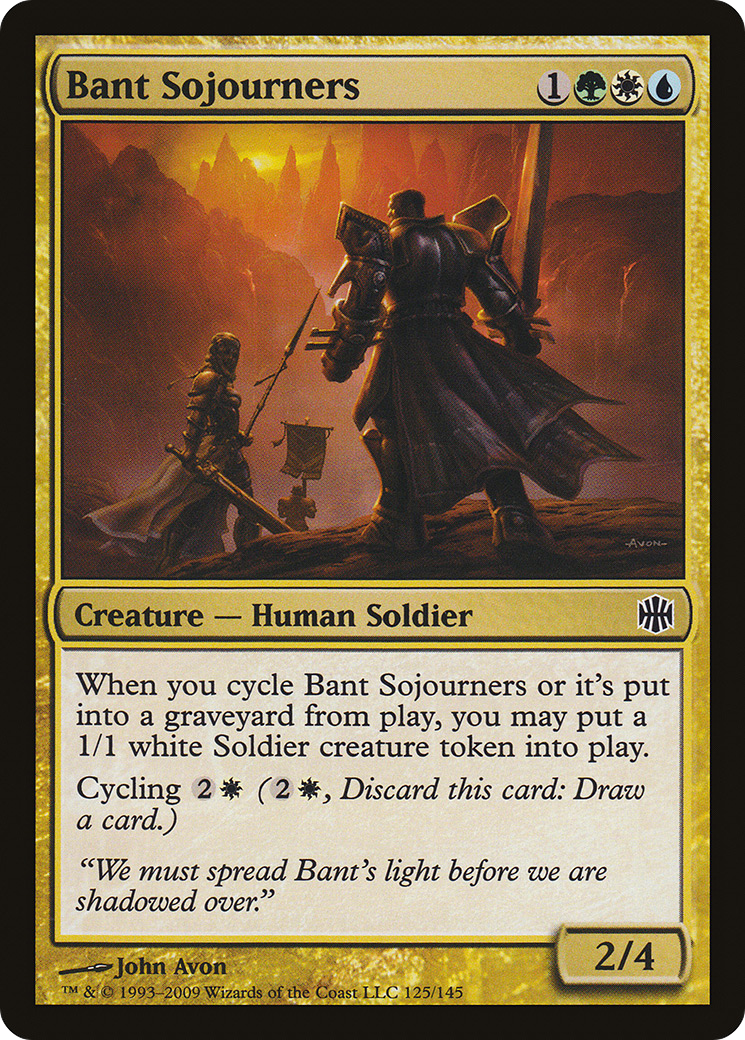 Bant Sojourners 1
-AVON-
Creature — Human Soldier
When you cycle Bant Sojourners or it's put
into a graveyard from play, you may put a
1/1 white Soldier creature token into play.
Cycling 2 (2, Discard this card: Draw
a card.)
“We must spread Bant's light before we are
shadowed over.”
2/4
John Avon
™ & © 1993–2009 Wizards of the Coast LLC 125/145